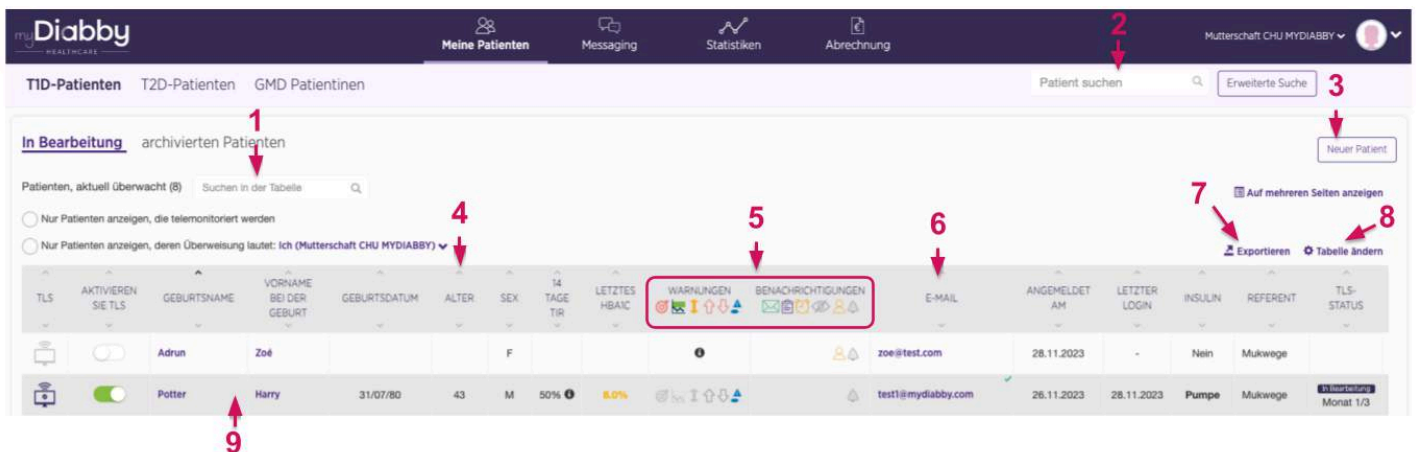 myDiabby
HEALTHCARE
Meine Patienten
Messaging
Statistiken
Abrechnung
2
Mutterschaft CHU MYDIABBY
T1D-Patienten T2D-Patienten GMD Patientinen
Patient suchen
Erweiterte Suche
3
1
In Bearbeitung archivierten Patienten
Neuer Patient
Patienten, aktuell überwacht (8) Suchen in der Tabelle
7
Auf mehreren Seiten anzeigen
Nur Patienten anzeigen, die telemonitoriert werden
4
5
6
8
Nur Patienten anzeigen, deren Überweisung lautet: Ich (Mutterschaft CHU MYDIABBY)
Exportieren Tabelle ändern
TLS
AKTIVIEREN
SIE TLS
GEBURTSNAME
VORNAME
BEI DER
GEBURT
GEBURTSDATUM
ALTER
SEX
14
TAGE
TIR
LETZTES
HBA1C
WARNUNGEN
BENACHRICHTIGUNGEN
E-MAIL
ANGEMELDET
AM
LETZTER
LOGIN
INSULIN
REFERENT
TLS-
STATUS
Adrun Zoé F zoe@test.com 28.11.2023 - Nein Mukwege
Potter Harry 31/07/80 43 M 50% 8.0% test1@mydiabby.com 26.11.2023 28.11.2023 Pumpe Mukwege
In Bearbeitung
Monat 1/3
9